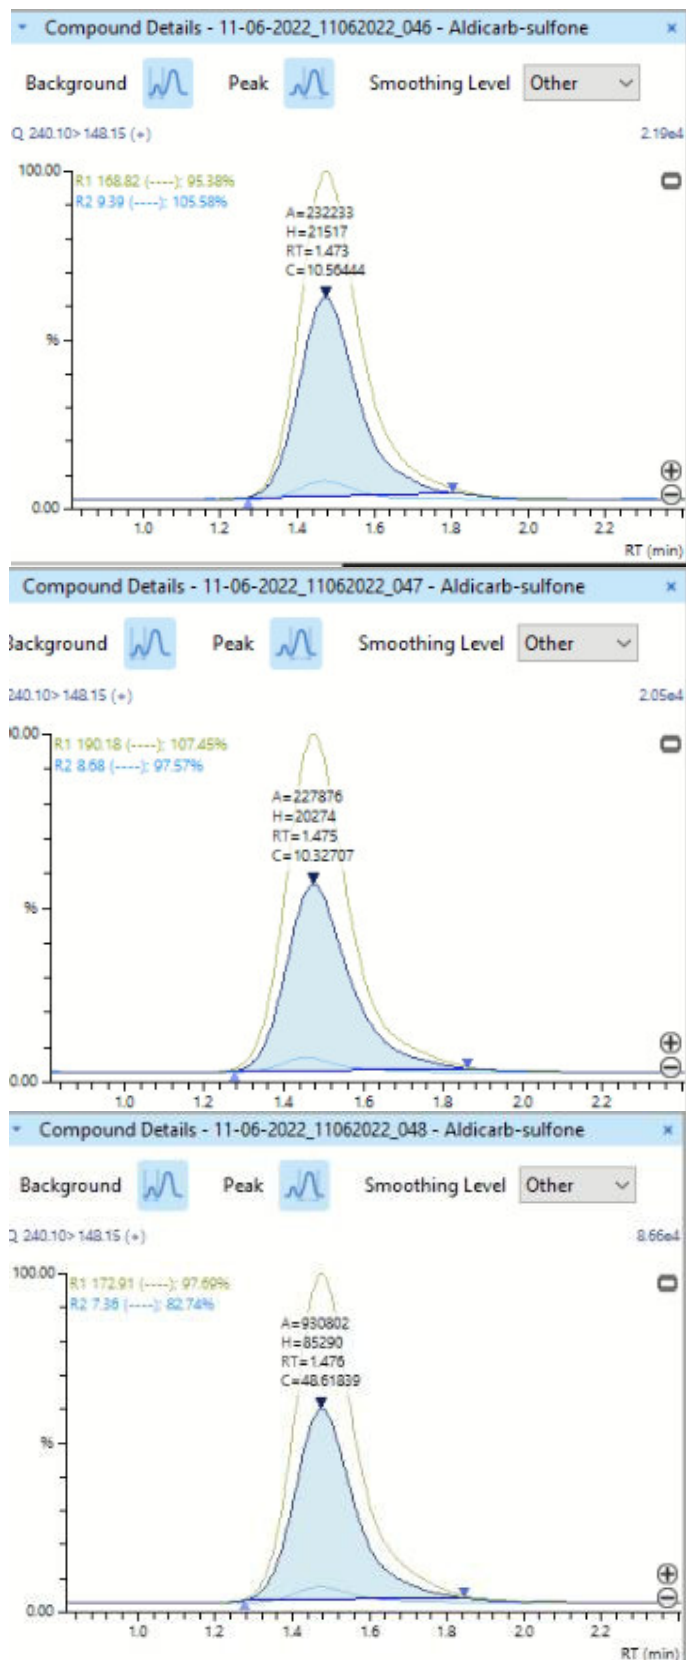 Compound Details - 11-06-2022_11062022_046 - Aldicarb-sulfone ×
Background Peak Smoothing Level Other
Q 240.10>148.15 (+) 2.19e4
100.00
R1 168.82 (----); 95.38%
R2 9.39 (----); 105.58%
A=232233
H=21517
RT=1.473
C=10.56444
%
0.00
1.0 1.2 1.4 1.6 1.8 2.0 2.2
RT (min)
Compound Details - 11-06-2022_11062022_047 - Aldicarb-sulfone ×
Background Peak Smoothing Level Other
240.10>148.15 (+) 2.05e4
00.00
R1 190.18 (----); 107.45%
R2 8.68 (----); 97.57%
A=227876
H=20274
RT=1.475
C=10.32707
%
0.00
1.0 1.2 1.4 1.6 1.8 2.0 2.2
Compound Details - 11-06-2022_11062022_048 - Aldicarb-sulfone ×
Background Peak Smoothing Level Other
Q 240.10>148.15 (+) 8.66e4
100.00
R1 172.91 (----); 97.69%
R2 7.36 (----); 82.74%
A=930802
H=85290
RT=1.476
C=48.61839
%
0.00
1.0 1.2 1.4 1.6 1.8 2.0 2.2
RT (min)